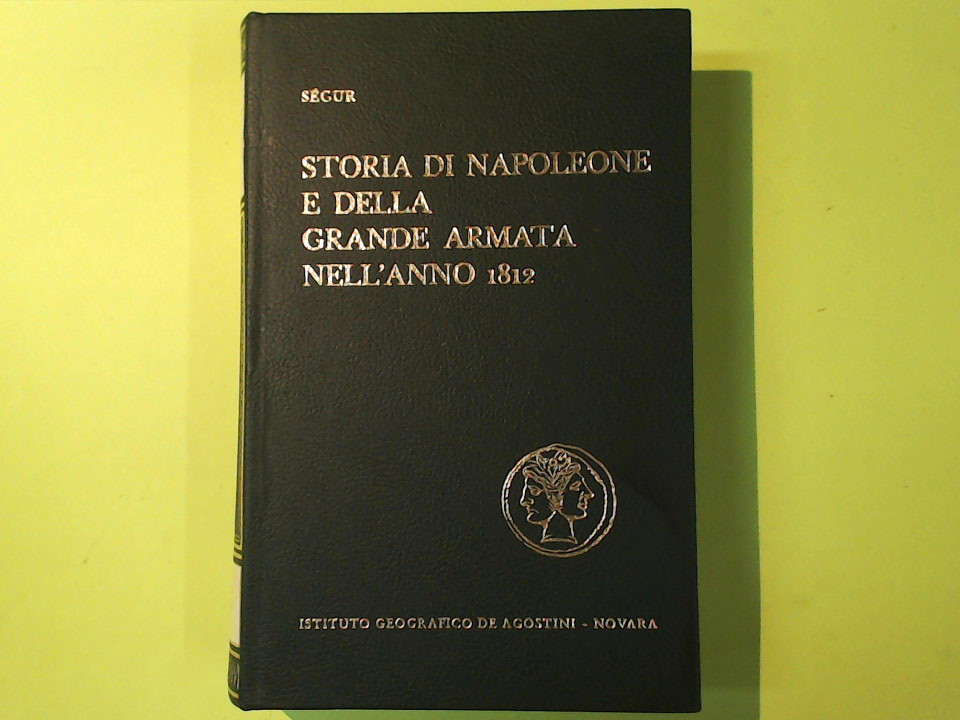 SÉGUR
STORIA DI NAPOLEONE
E DELLA
GRANDE ARMATA
NELL'ANNO 1812
ISTITUTO GEOGRAFICO DE AGOSTINI - NOVARA